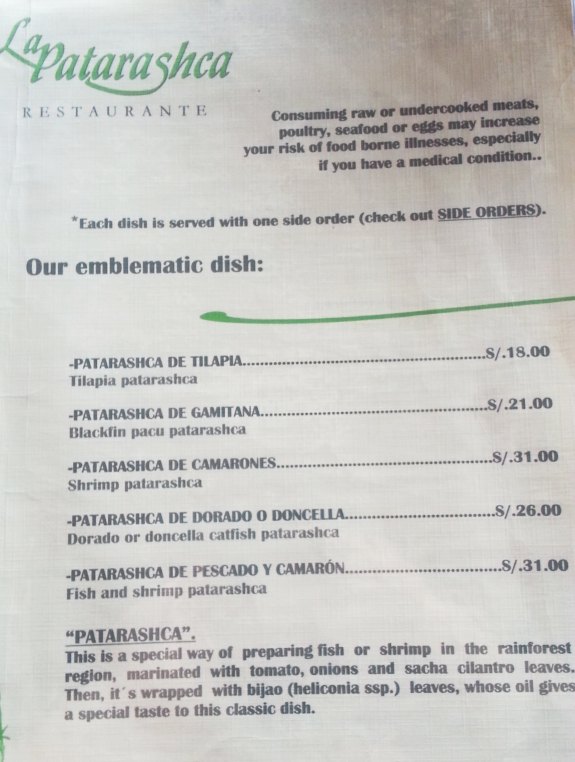 La Patarashca
RESTAURANTE
Consuming raw or undercooked meats,
poultry, seafood or eggs may increase
your risk of food borne illnesses, especially
if you have a medical condition..
*Each dish is served with one side order (check out SIDE ORDERS).
Our emblematic dish:
-PATARASHCA DE TILAPIA......................................................S/.18.00
Tilapia patarashca
-PATARASHCA DE GAMITANA..................................................S/.21.00
Blackfin pacu patarashca
-PATARASHCA DE CAMARONES...............................................S/.31.00
Shrimp patarashca
-PATARASHCA DE DORADO O DONCELLA................................S/.26.00
Dorado or doncella catfish patarashca
-PATARASHCA DE PESCADO Y CAMARÓN.................................S/.31.00
Fish and shrimp patarashca
“PATARASHCA”.
This is a special way of preparing fish or shrimp in the rainforest
region, marinated with tomato, onions and sacha cilantro leaves.
Then, it´s wrapped with bijao (heliconia ssp.) leaves, whose oil gives
a special taste to this classic dish.